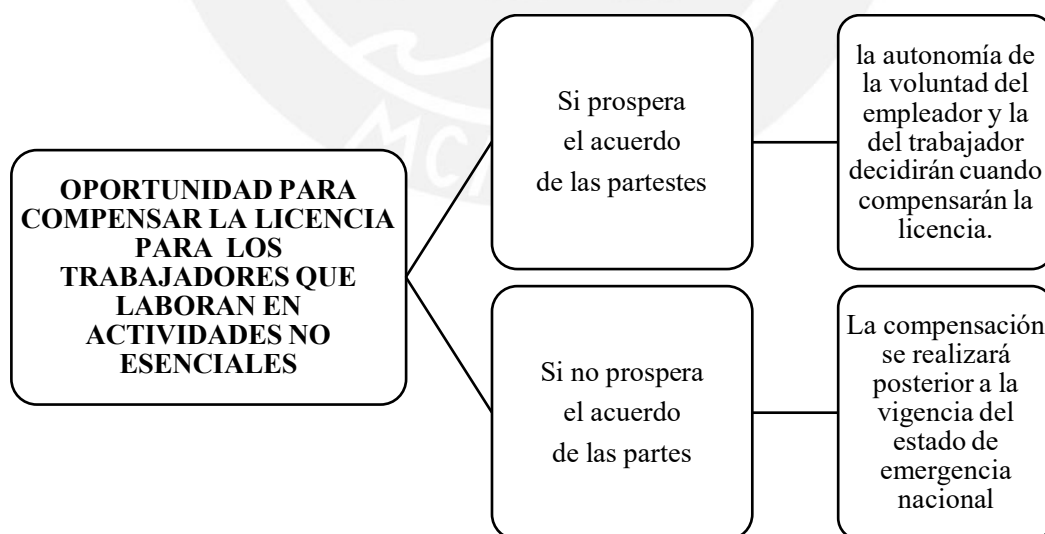 OPORTUNIDAD PARA
COMPENSAR LA LICENCIA
PARA LOS
TRABAJADORES QUE
LABORAN EN
ACTIVIDADES NO
ESENCIALES
Si prospera
el acuerdo
de las partestes
la autonomía de
la voluntad del
empleador y la
del trabajador
decidirán cuando
compensarán la
licencia.
Si no prospera
el acuerdo
de las partes
La compensación
se realizará
posterior a la
vigencia del
estado de
emergencia
nacional